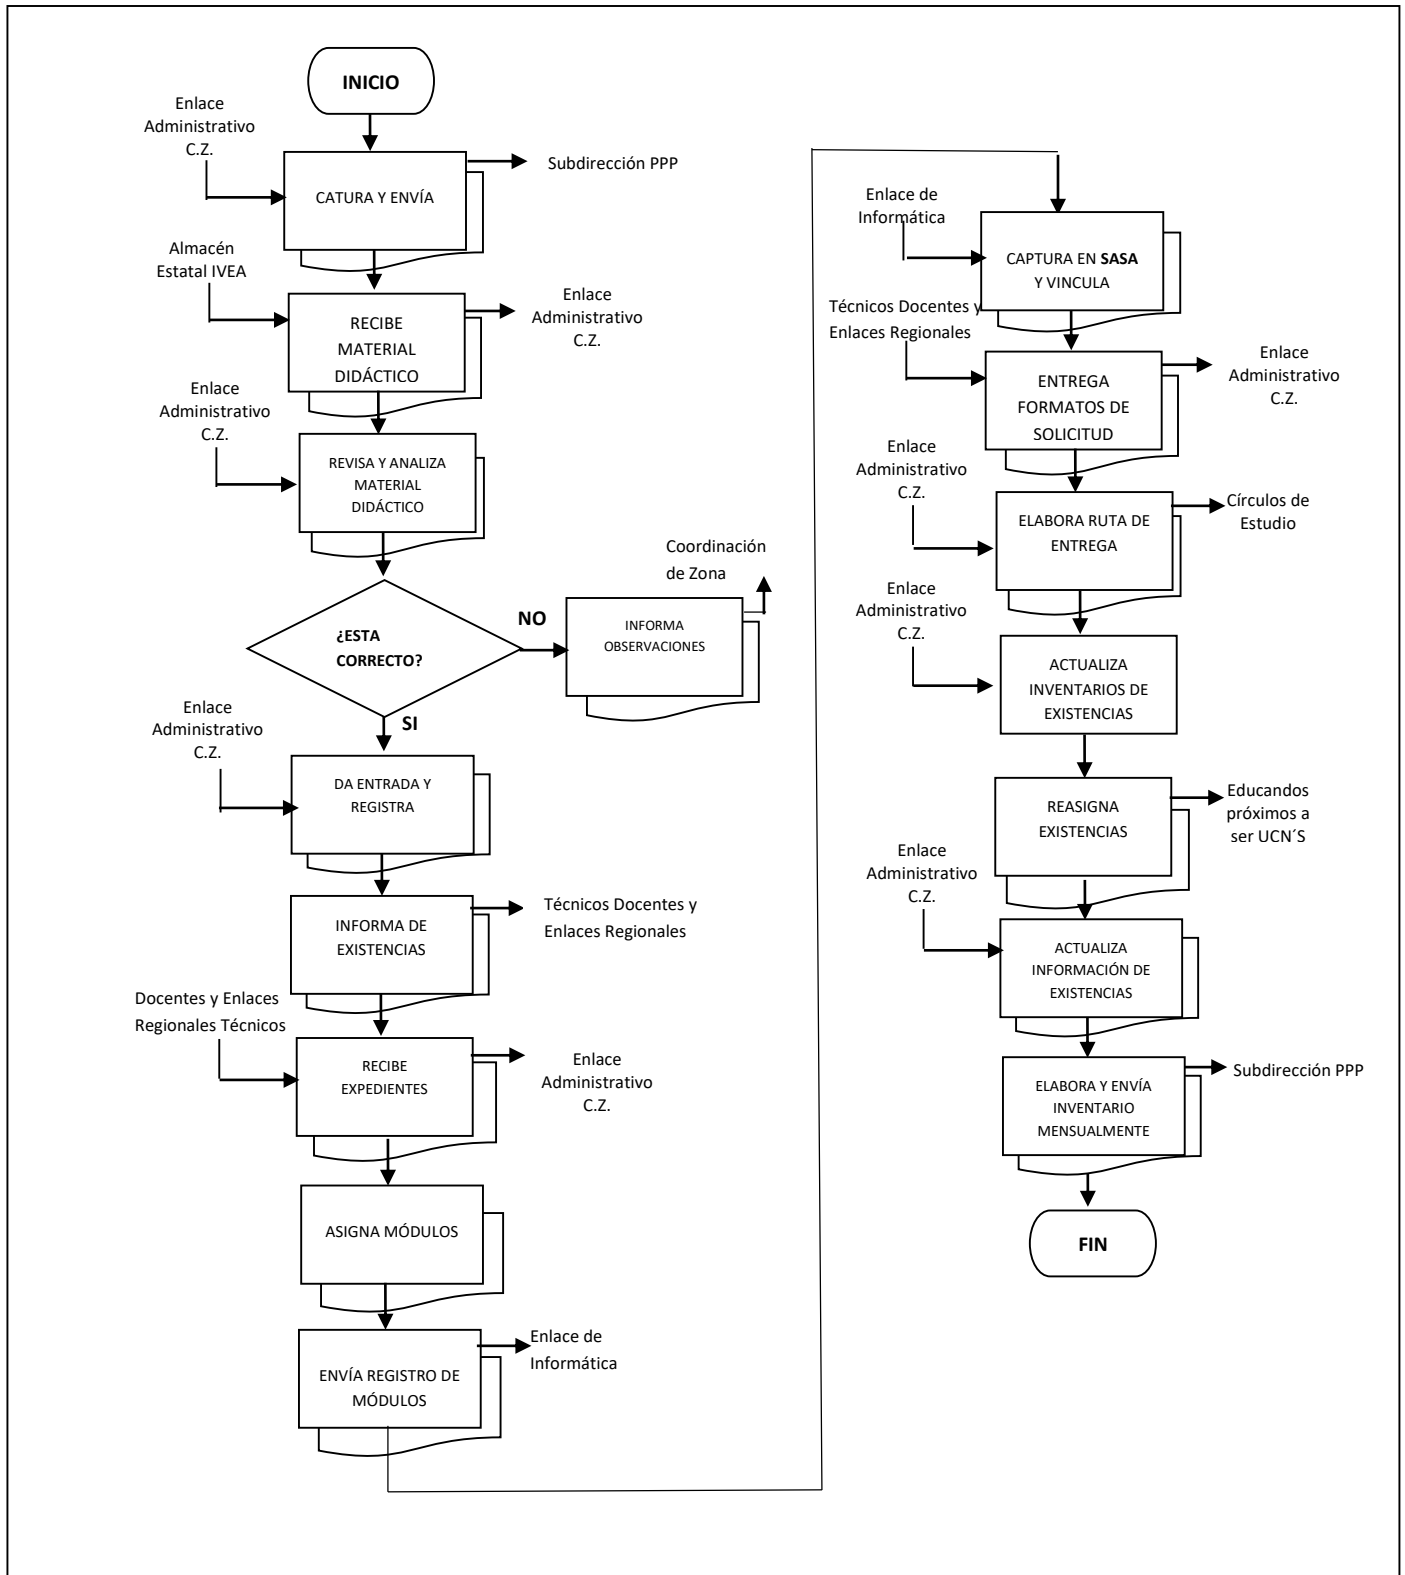 INICIO
Enlace
Administrativo
C.Z.
CATURA Y ENVÍA
Subdirección PPP
Almacén
Estatal IVEA
RECIBE
MATERIAL
DIDÁCTICO
Enlace
Administrativo
C.Z.
Enlace
Administrativo
C.Z.
REVISA Y ANALIZA
MATERIAL
DIDÁCTICO
¿ESTA
CORRECTO?
NO
INFORMA
OBSERVACIONES
Coordinación
de Zona
SI
Enlace
Administrativo
C.Z.
DA ENTRADA Y
REGISTRA
INFORMA DE
EXISTENCIAS
Técnicos Docentes y
Enlaces Regionales
Docentes y Enlaces
Regionales Técnicos
RECIBE
EXPEDIENTES
Enlace
Administrativo
C.Z.
ASIGNA MÓDULOS
ENVÍA REGISTRO DE
MÓDULOS
Enlace de
Informática
Enlace de
Informática
CAPTURA EN SASA
Y VINCULA
Técnicos Docentes y
Enlaces Regionales
ENTREGA
FORMATOS DE
SOLICITUD
Enlace
Administrativo
C.Z.
Enlace
Administrativo
C.Z.
ELABORA RUTA DE
ENTREGA
Círculos de
Estudio
Enlace
Administrativo
C.Z.
ACTUALIZA
INVENTARIOS DE
EXISTENCIAS
REASIGNA
EXISTENCIAS
Educandos
próximos a
ser UCN´S
Enlace
Administrativo
C.Z.
ACTUALIZA
INFORMACIÓN DE
EXISTENCIAS
ELABORA Y ENVÍA
INVENTARIO
MENSUALMENTE
Subdirección PPP
FIN